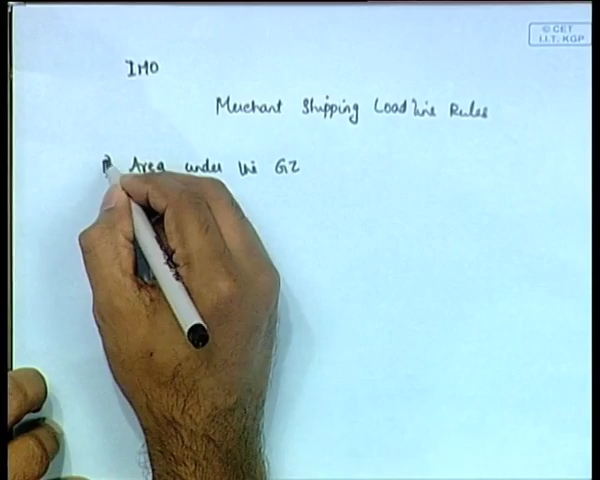 © CET
I.I.T. KGP
IMO
Merchant Shipping Load line Rules
Area under the GZ